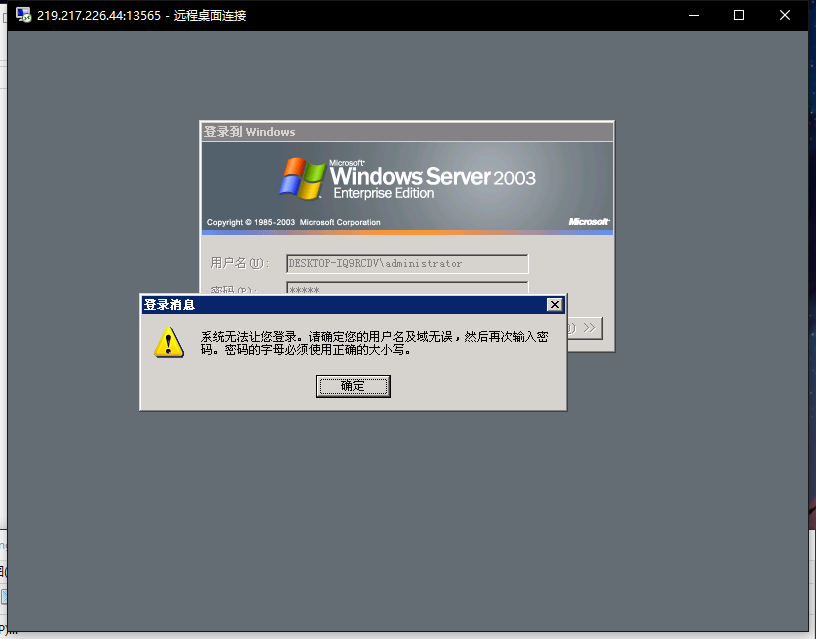 219.217.226.44:13565 - 远程桌面连接
登录到 Windows
Microsoft
Windows Server 2003
Enterprise Edition
Copyright © 1985-2003 Microsoft Corporation
Microsoft
用户名(U):
DESKTOP-IQ9RCDV\administrator
密码(P):
*****
登录消息
系统无法让您登录。请确定您的用户名及域无误，然后再次输入密
码。密码的字母必须使用正确的大小写。
>>
确定